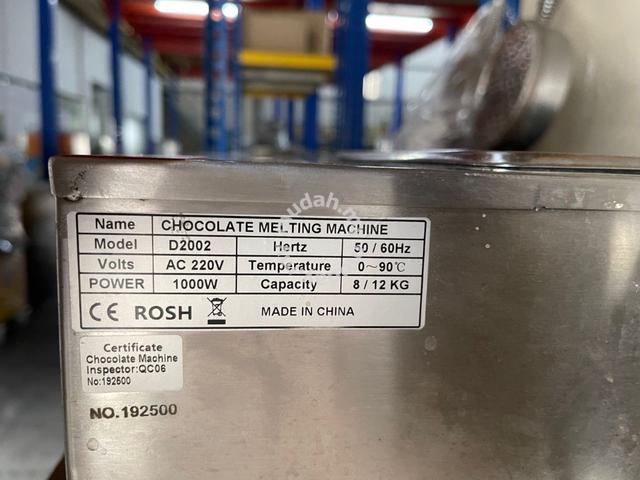 Name CHOCOLATE MELTING MACHINE
Model D2002 Hertz 50 / 60Hz
Volts AC 220V Temperature 0～90℃
POWER 1000W Capacity 8 / 12 KG
CE ROSH MADE IN CHINA
Certificate
Chocolate Machine
Inspector:QC06
No:192500
NO.192500